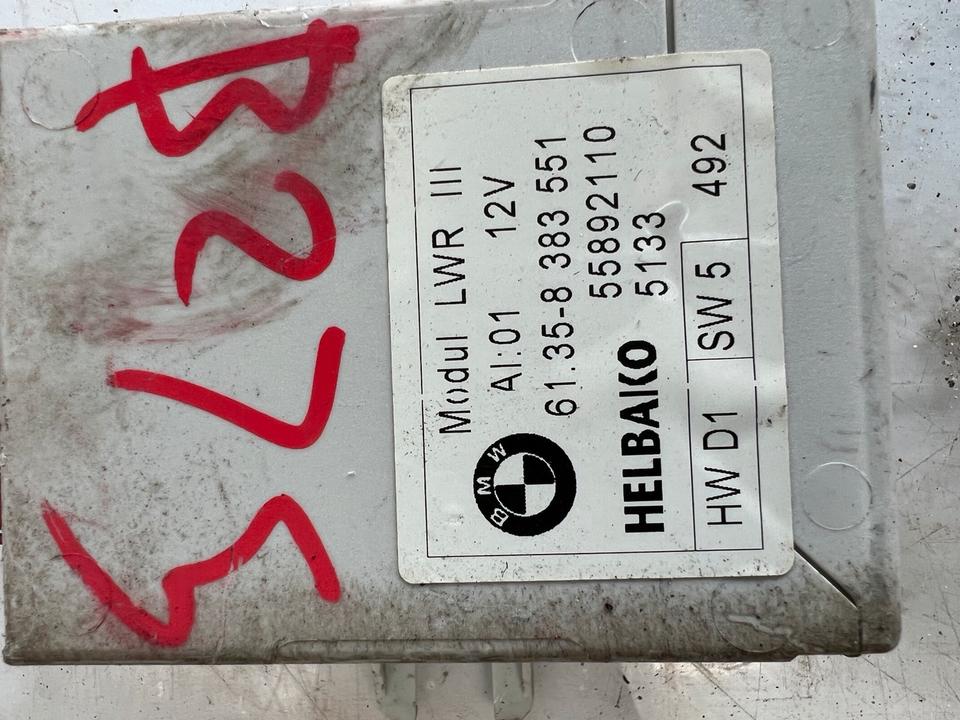 B275
Modul LWR III
AI:01 12V
61.35-8 383 551
55892110
HELBAKO 5133
HW D1 SW 5 492
BMW